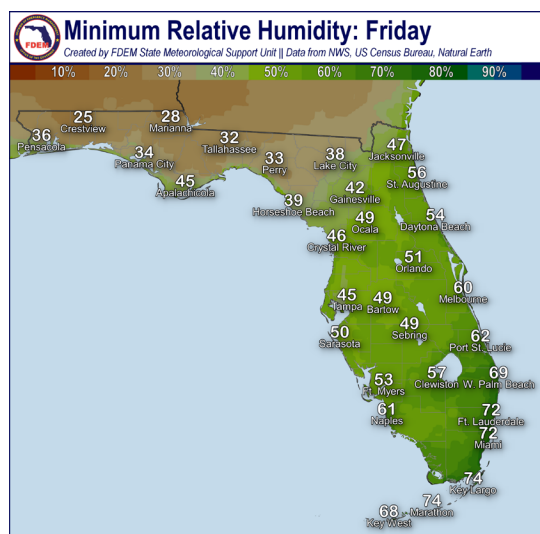 Minimum Relative Humidity: Friday
Created by FDEM State Meteorological Support Unit || Data from NWS, US Census Bureau, Natural Earth
10% 20% 30% 40% 50% 60% 70% 80% 90%
FDEM
25
Crestview
28
Marianna
36
Pensacola
32
Tallahassee
34
Panama City
33
Perry
38
Lake City
47
Jacksonville
45
Apalachicola
56
St. Augustine
42
Gainesville
39
Horseshoe Beach
49
Ocala
54
Daytona Beach
46
Crystal River
51
Orlando
60
Melbourne
45
Tampa
49
Bartow
50
Sarasota
49
Sebring
62
Port St. Lucie
53
Ft. Myers
57
Clewiston
69
W. Palm Beach
61
Naples
72
Ft. Lauderdale
72
Miami
74
Key Largo
74
Marathon
68
Key West